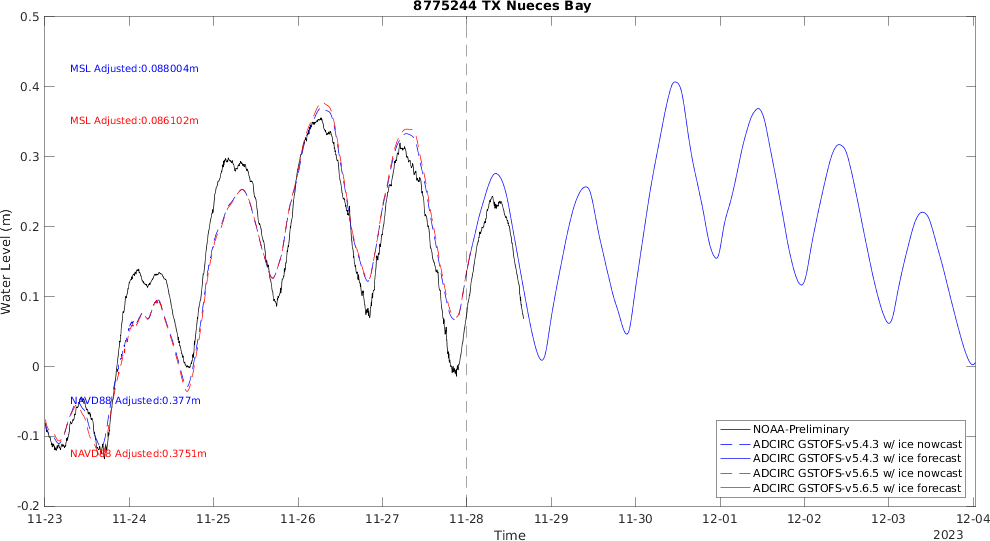 8775244 TX Nueces Bay
0.5
0.4
0.3
0.2
0.1
0
-0.1
-0.2
Water Level (m)
MSL Adjusted:0.088004m
MSL Adjusted:0.086102m
NAVD88 Adjusted:0.377m
NAVD88 Adjusted:0.3751m
NOAA-Preliminary
ADCIRC GSTOFS-v5.4.3 w/ ice nowcast
ADCIRC GSTOFS-v5.4.3 w/ ice forecast
ADCIRC GSTOFS-v5.6.5 w/ ice nowcast
ADCIRC GSTOFS-v5.6.5 w/ ice forecast
11-23 11-24 11-25 11-26 11-27 11-28 11-29 11-30 12-01 12-02 12-03 12-04
Time
2023